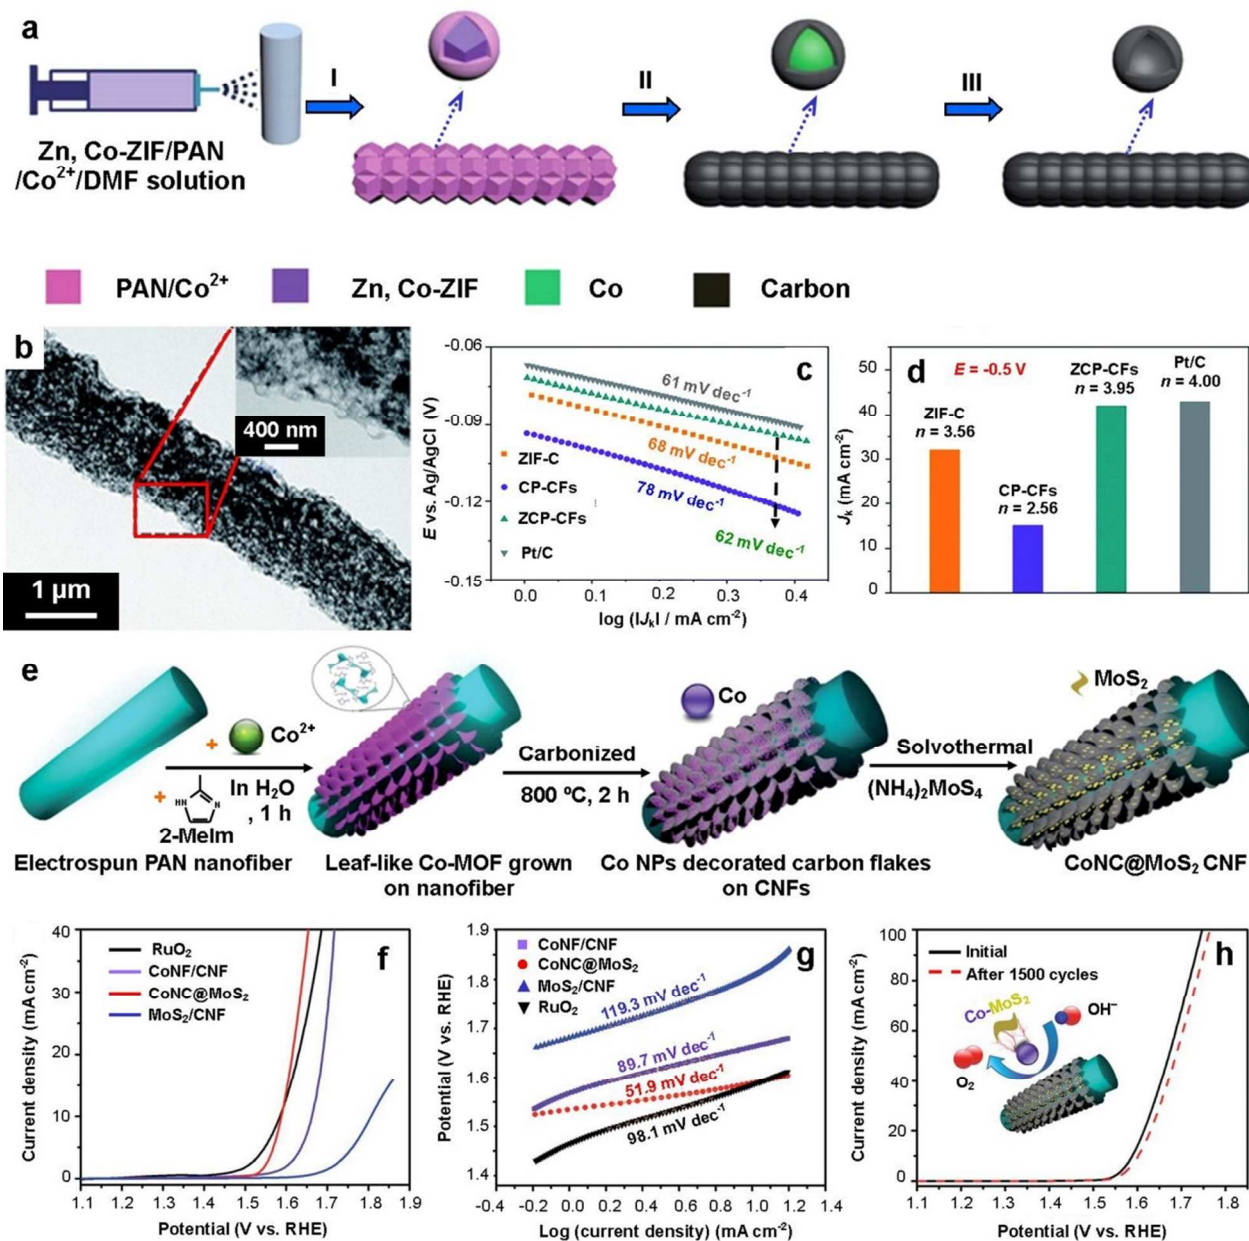 a
I
II
III
Zn, Co-ZIF/PAN
/Co²⁺/DMF solution
PAN/Co²⁺
Zn, Co-ZIF
Co
Carbon
b
400 nm
1 µm
c
-0.06
-0.09
-0.12
-0.15
E vs. Ag/AgCl (V)
61 mV dec⁻¹
68 mV dec⁻¹
78 mV dec⁻¹
62 mV dec⁻¹
ZIF-C
CP-CFs
ZCP-CFs
Pt/C
0.0 0.1 0.2 0.3 0.4
log (IJₖI / mA cm⁻²)
d
E = -0.5 V
50
40
30
20
10
0
Jₖ (mA cm⁻²)
ZIF-C
n = 3.56
CP-CFs
n = 2.56
ZCP-CFs
n = 3.95
Pt/C
n = 4.00
e
+ Co²⁺
In H₂O
, 1 h
+ HN N
2-MeIm
Electrospun PAN nanofiber
Leaf-like Co-MOF grown
on nanofiber
Carbonized
800 ºC, 2 h
Co
Co NPs decorated carbon flakes
on CNFs
Solvothermal
(NH₄)₂MoS₄
MoS₂
CoNC@MoS₂ CNF
f
40
30
20
10
0
Current density (mA cm⁻²)
RuO₂
CoNF/CNF
CoNC@MoS₂
MoS₂/CNF
1.1 1.2 1.3 1.4 1.5 1.6 1.7 1.8 1.9
Potential (V vs. RHE)
g
1.9
1.8
1.7
1.6
1.5
1.4
Potential (V vs. RHE)
CoNF/CNF
CoNC@MoS₂
MoS₂/CNF
RuO₂
119.3 mV dec⁻¹
89.7 mV dec⁻¹
51.9 mV dec⁻¹
98.1 mV dec⁻¹
-0.4 -0.2 0.0 0.2 0.4 0.6 0.8 1.0 1.2 1.4
Log (current density) (mA cm⁻²)
h
100
80
60
40
20
0
Current density (mA cm⁻²)
Initial
After 1500 cycles
Co-MoS₂
OH⁻
O₂
1.1 1.2 1.3 1.4 1.5 1.6 1.7 1.8
Potential (V vs. RHE)